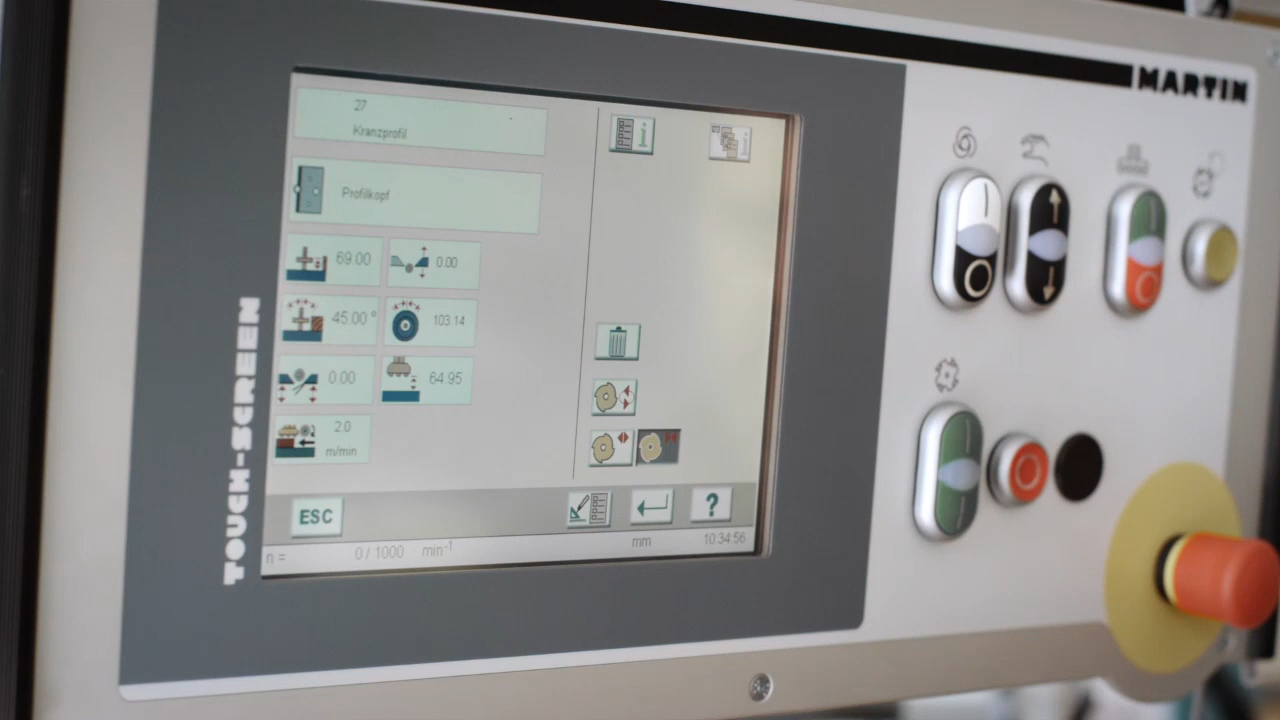 MARTIN
TOUCH-SCREEN
27
Kranzprofil
Profilkopf
69.00
0.00
45.00 °
103.14
0.00
64.95
2.0
m/min
ESC
?
n = 0 / 1000 min-1 mm 10:34:56